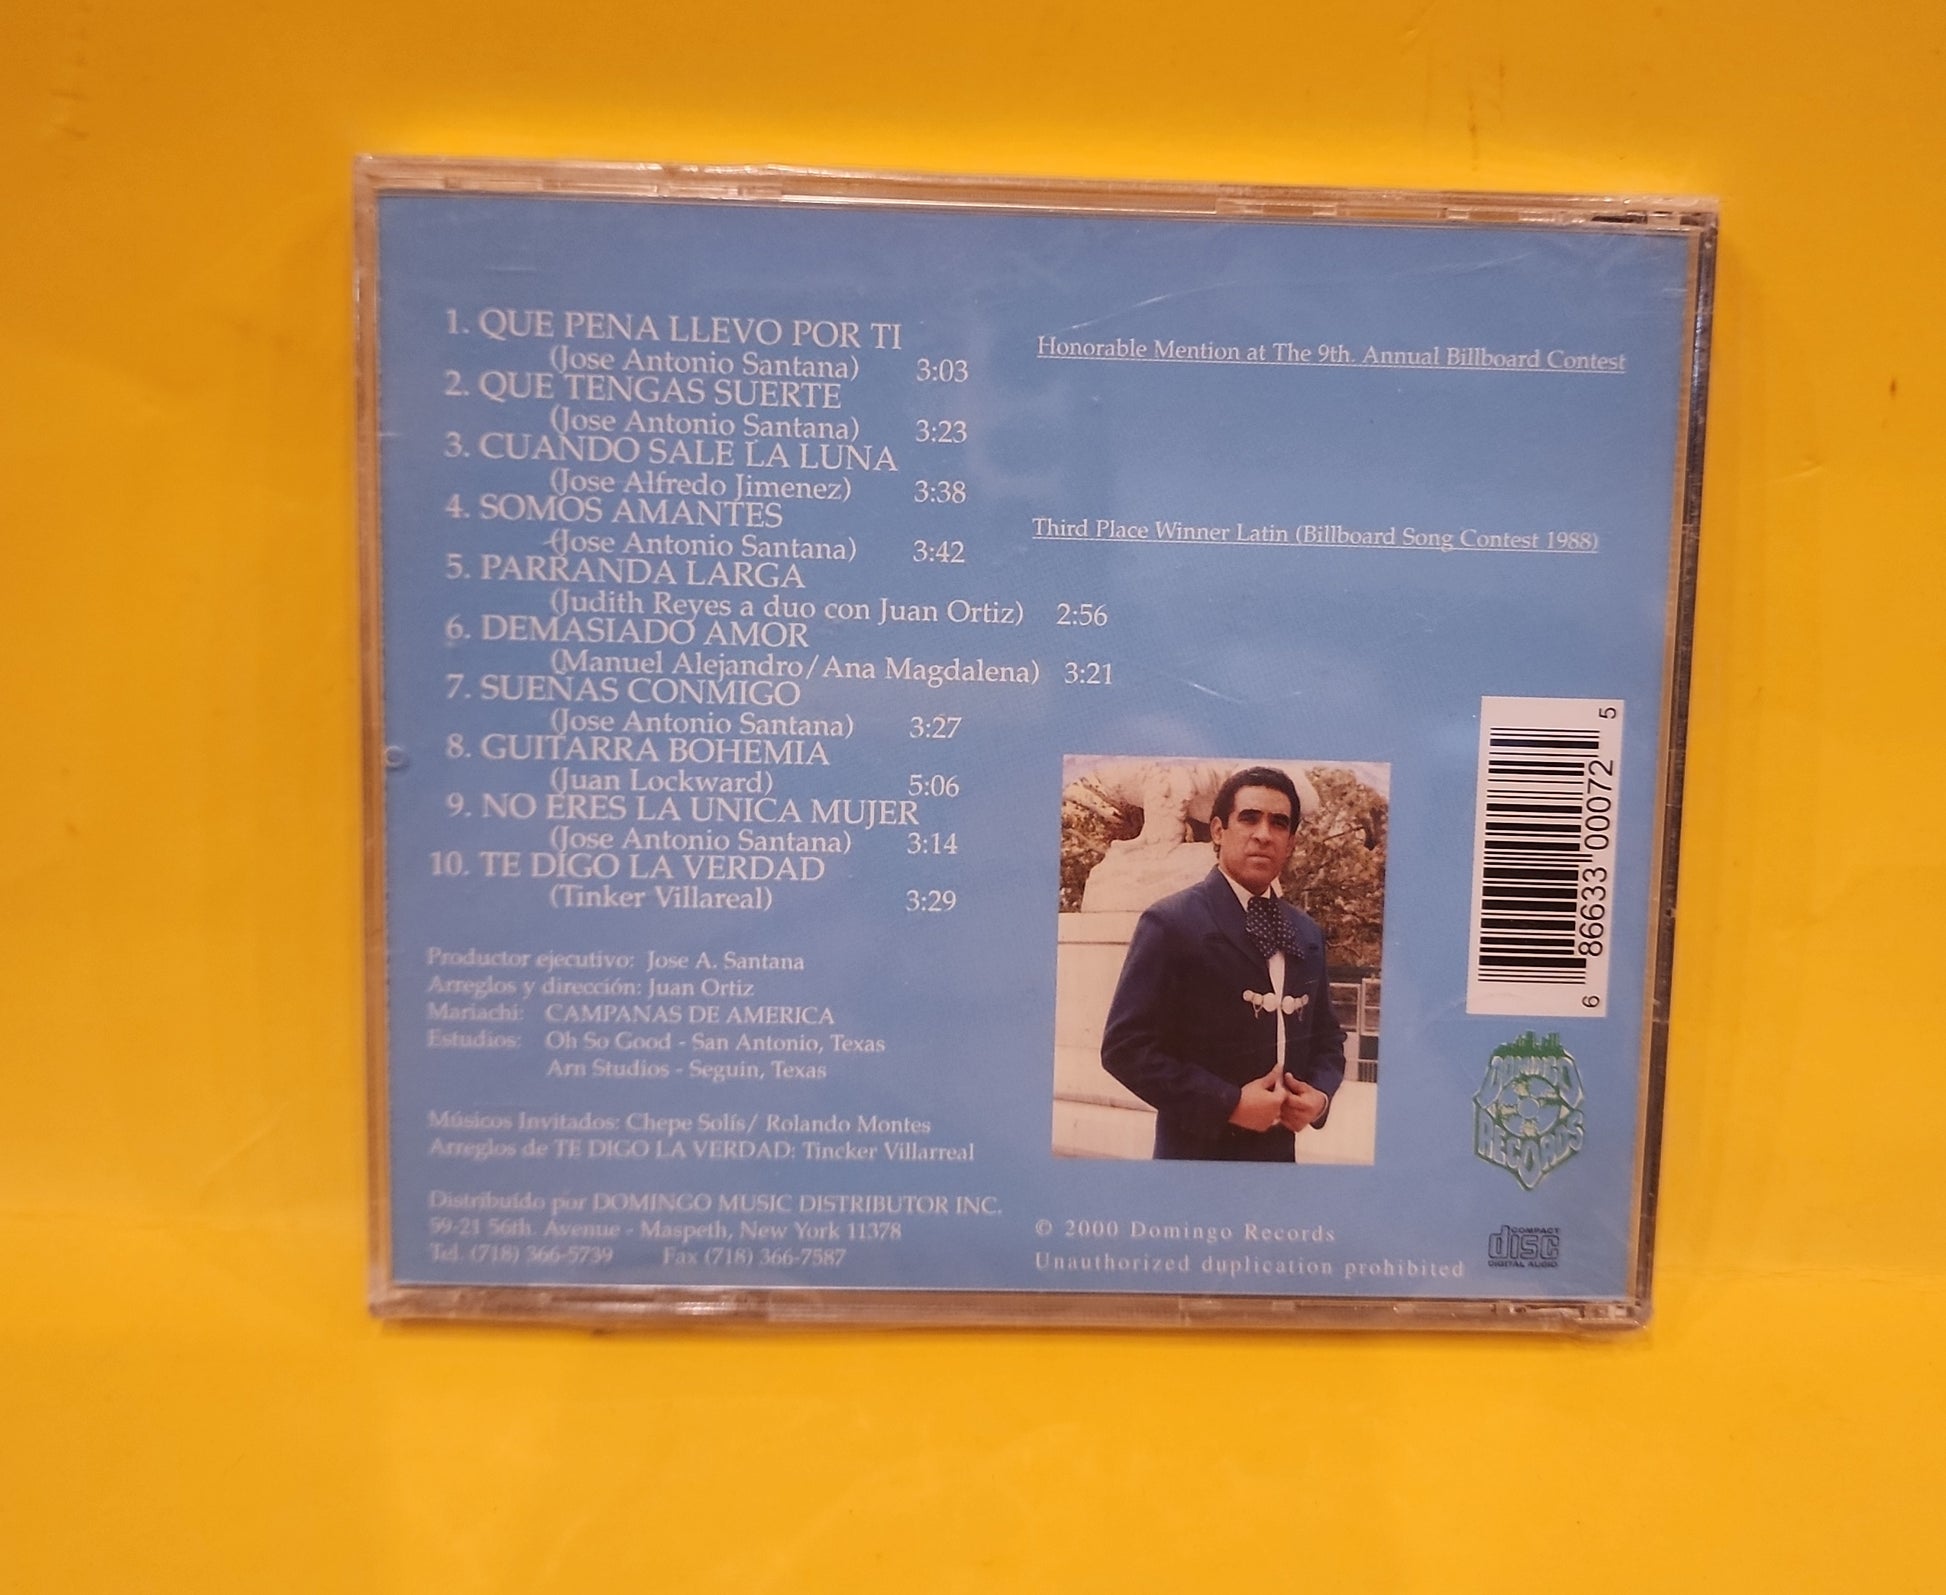 1. QUE PENA LLEVO POR TI
(Jose Antonio Santana) 3:03
Honorable Mention at The 9th. Annual Billboard Contest
2. QUE TENGAS SUERTE
(Jose Antonio Santana) 3:23
3. CUANDO SALE LA LUNA
(Jose Alfredo Jimenez) 3:38
4. SOMOS AMANTES
(Jose Antonio Santana) 3:42
Third Place Winner Latin (Billboard Song Contest 1988)
5. PARRANDA LARGA
(Judith Reyes a duo con Juan Ortiz) 2:56
6. DEMASIADO AMOR
(Manuel Alejandro/Ana Magdalena) 3:21
7. SUEÑAS CONMIGO
(Jose Antonio Santana) 3:27
8. GUITARRA BOHEMIA
(Juan Lockward) 5:06
9. NO ERES LA UNICA MUJER
(Jose Antonio Santana) 3:14
10. TE DIGO LA VERDAD
(Tinker Villareal) 3:29
Productor ejecutivo: Jose A. Santana
Arreglos y dirección: Juan Ortiz
Mariachi: CAMPANAS DE AMERICA
Estudios: Oh So Good - San Antonio, Texas
Arn Studios - Seguin, Texas
Músicos Invitados: Chepe Solís/ Rolando Montes
Arreglos de TE DIGO LA VERDAD: Tincker Villarreal
Distribuído por DOMINGO MUSIC DISTRIBUTOR INC.
59-21 56th. Avenue - Maspeth, New York 11378
Tel. (718) 366-5739 Fax (718) 366-7587
6 86633 00072 5
DOMINGO
RECORDS
© 2000 Domingo Records
Unauthorized duplication prohibited
COMPACT
disc
DIGITAL AUDIO